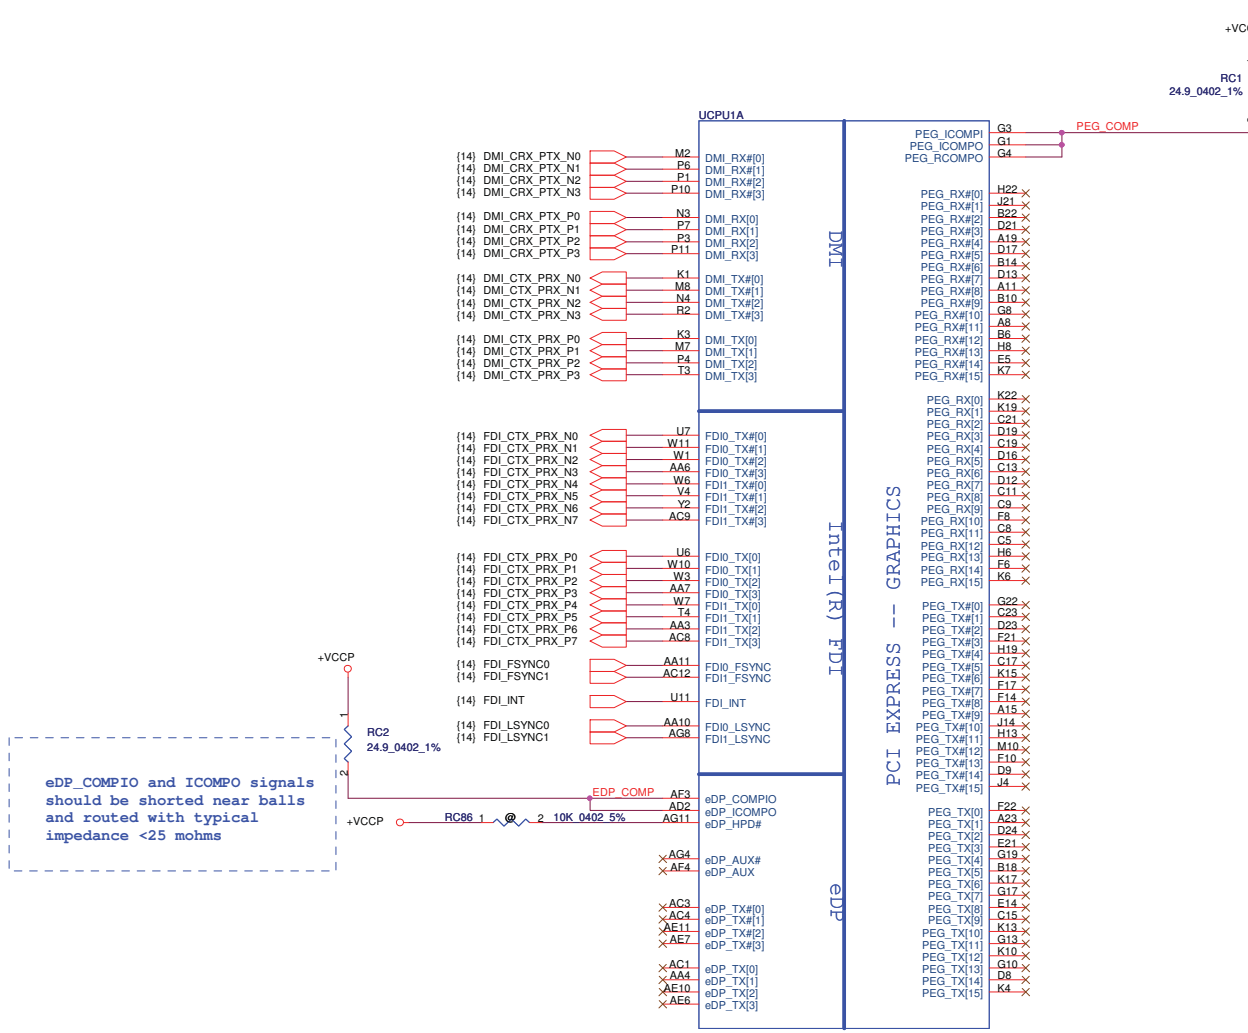 +VCC
RC1
24.9_0402_1%
UCPU1A
PEG_ICOMPI G3 PEG_COMP
PEG_ICOMPO G1
PEG_RCOMPO G4
{14} DMI_CRX_PTX_N0 M2 DMI_RX#[0]
{14} DMI_CRX_PTX_N1 P6 DMI_RX#[1]
{14} DMI_CRX_PTX_N2 P1 DMI_RX#[2]
{14} DMI_CRX_PTX_N3 P10 DMI_RX#[3]
{14} DMI_CRX_PTX_P0 N3 DMI_RX[0]
{14} DMI_CRX_PTX_P1 P7 DMI_RX[1]
{14} DMI_CRX_PTX_P2 P3 DMI_RX[2]
{14} DMI_CRX_PTX_P3 P11 DMI_RX[3]
{14} DMI_CTX_PRX_N0 K1 DMI_TX#[0]
{14} DMI_CTX_PRX_N1 M8 DMI_TX#[1]
{14} DMI_CTX_PRX_N2 N4 DMI_TX#[2]
{14} DMI_CTX_PRX_N3 R2 DMI_TX#[3]
{14} DMI_CTX_PRX_P0 K3 DMI_TX[0]
{14} DMI_CTX_PRX_P1 M7 DMI_TX[1]
{14} DMI_CTX_PRX_P2 P4 DMI_TX[2]
{14} DMI_CTX_PRX_P3 T3 DMI_TX[3]
DMI
{14} FDI_CTX_PRX_N0 U7 FDI0_TX#[0]
{14} FDI_CTX_PRX_N1 W11 FDI0_TX#[1]
{14} FDI_CTX_PRX_N2 W1 FDI0_TX#[2]
{14} FDI_CTX_PRX_N3 AA6 FDI0_TX#[3]
{14} FDI_CTX_PRX_N4 W6 FDI1_TX#[0]
{14} FDI_CTX_PRX_N5 V4 FDI1_TX#[1]
{14} FDI_CTX_PRX_N6 Y2 FDI1_TX#[2]
{14} FDI_CTX_PRX_N7 AC9 FDI1_TX#[3]
{14} FDI_CTX_PRX_P0 U6 FDI0_TX[0]
{14} FDI_CTX_PRX_P1 W10 FDI0_TX[1]
{14} FDI_CTX_PRX_P2 W3 FDI0_TX[2]
{14} FDI_CTX_PRX_P3 AA7 FDI0_TX[3]
{14} FDI_CTX_PRX_P4 W7 FDI1_TX[0]
{14} FDI_CTX_PRX_P5 T4 FDI1_TX[1]
{14} FDI_CTX_PRX_P6 AA3 FDI1_TX[2]
{14} FDI_CTX_PRX_P7 AC8 FDI1_TX[3]
{14} FDI_FSYNC0 AA11 FDI0_FSYNC
{14} FDI_FSYNC1 AC12 FDI1_FSYNC
{14} FDI_INT U11 FDI_INT
{14} FDI_LSYNC0 AA10 FDI0_LSYNC
{14} FDI_LSYNC1 AG8 FDI1_LSYNC
Intel(R) FDI
+VCCP
1
RC2
24.9_0402_1%
2
eDP_COMPIO and ICOMPO signals
should be shorted near balls
and routed with typical
impedance <25 mohms
EDP_COMP AF3 eDP_COMPIO
AD2 eDP_ICOMPO
+VCCP RC86 1 @ 2 10K_0402_5% AG11 eDP_HPD#
AG4 eDP_AUX#
AF4 eDP_AUX
AC3 eDP_TX#[0]
AC4 eDP_TX#[1]
AE11 eDP_TX#[2]
AE7 eDP_TX#[3]
AC1 eDP_TX[0]
AA4 eDP_TX[1]
AE10 eDP_TX[2]
AE6 eDP_TX[3]
eDP
PCI EXPRESS -- GRAPHICS
PEG_RX#[0] H22
PEG_RX#[1] J21
PEG_RX#[2] B22
PEG_RX#[3] D21
PEG_RX#[4] A19
PEG_RX#[5] D17
PEG_RX#[6] B14
PEG_RX#[7] D13
PEG_RX#[8] A11
PEG_RX#[9] B10
PEG_RX#[10] G8
PEG_RX#[11] A8
PEG_RX#[12] B6
PEG_RX#[13] H8
PEG_RX#[14] E5
PEG_RX#[15] K7
PEG_RX[0] K22
PEG_RX[1] K19
PEG_RX[2] C21
PEG_RX[3] D19
PEG_RX[4] C19
PEG_RX[5] D16
PEG_RX[6] C13
PEG_RX[7] D12
PEG_RX[8] C11
PEG_RX[9] C9
PEG_RX[10] F8
PEG_RX[11] C8
PEG_RX[12] C5
PEG_RX[13] H6
PEG_RX[14] F6
PEG_RX[15] K6
PEG_TX#[0] G22
PEG_TX#[1] C23
PEG_TX#[2] D23
PEG_TX#[3] F21
PEG_TX#[4] H19
PEG_TX#[5] C17
PEG_TX#[6] K15
PEG_TX#[7] F17
PEG_TX#[8] F14
PEG_TX#[9] A15
PEG_TX#[10] J14
PEG_TX#[11] H13
PEG_TX#[12] M10
PEG_TX#[13] F10
PEG_TX#[14] D9
PEG_TX#[15] J4
PEG_TX[0] F22
PEG_TX[1] A23
PEG_TX[2] D24
PEG_TX[3] E21
PEG_TX[4] G19
PEG_TX[5] B18
PEG_TX[6] K17
PEG_TX[7] G17
PEG_TX[8] E14
PEG_TX[9] C15
PEG_TX[10] K13
PEG_TX[11] G13
PEG_TX[12] K10
PEG_TX[13] G10
PEG_TX[14] D8
PEG_TX[15] K4